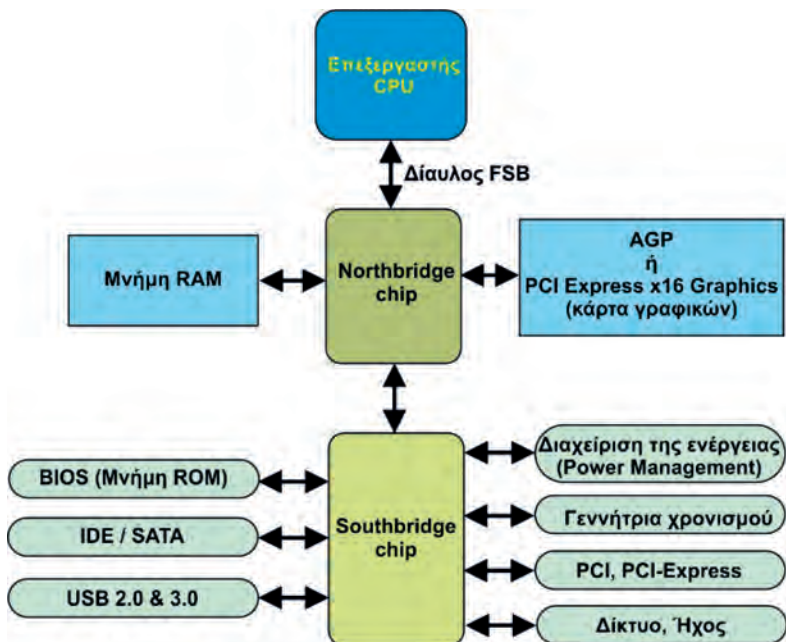 Επεξεργαστής
CPU
Δίαυλος FSB
Μνήμη RAM
Northbridge
chip
AGP
ή
PCI Express x16 Graphics
(κάρτα γραφικών)
BIOS (Μνήμη ROM)
IDE / SATA
USB 2.0 & 3.0
Southbridge
chip
Διαχείριση της ενέργειας
(Power Management)
Γεννήτρια χρονισμού
PCI, PCI-Express
Δίκτυο, Ήχος